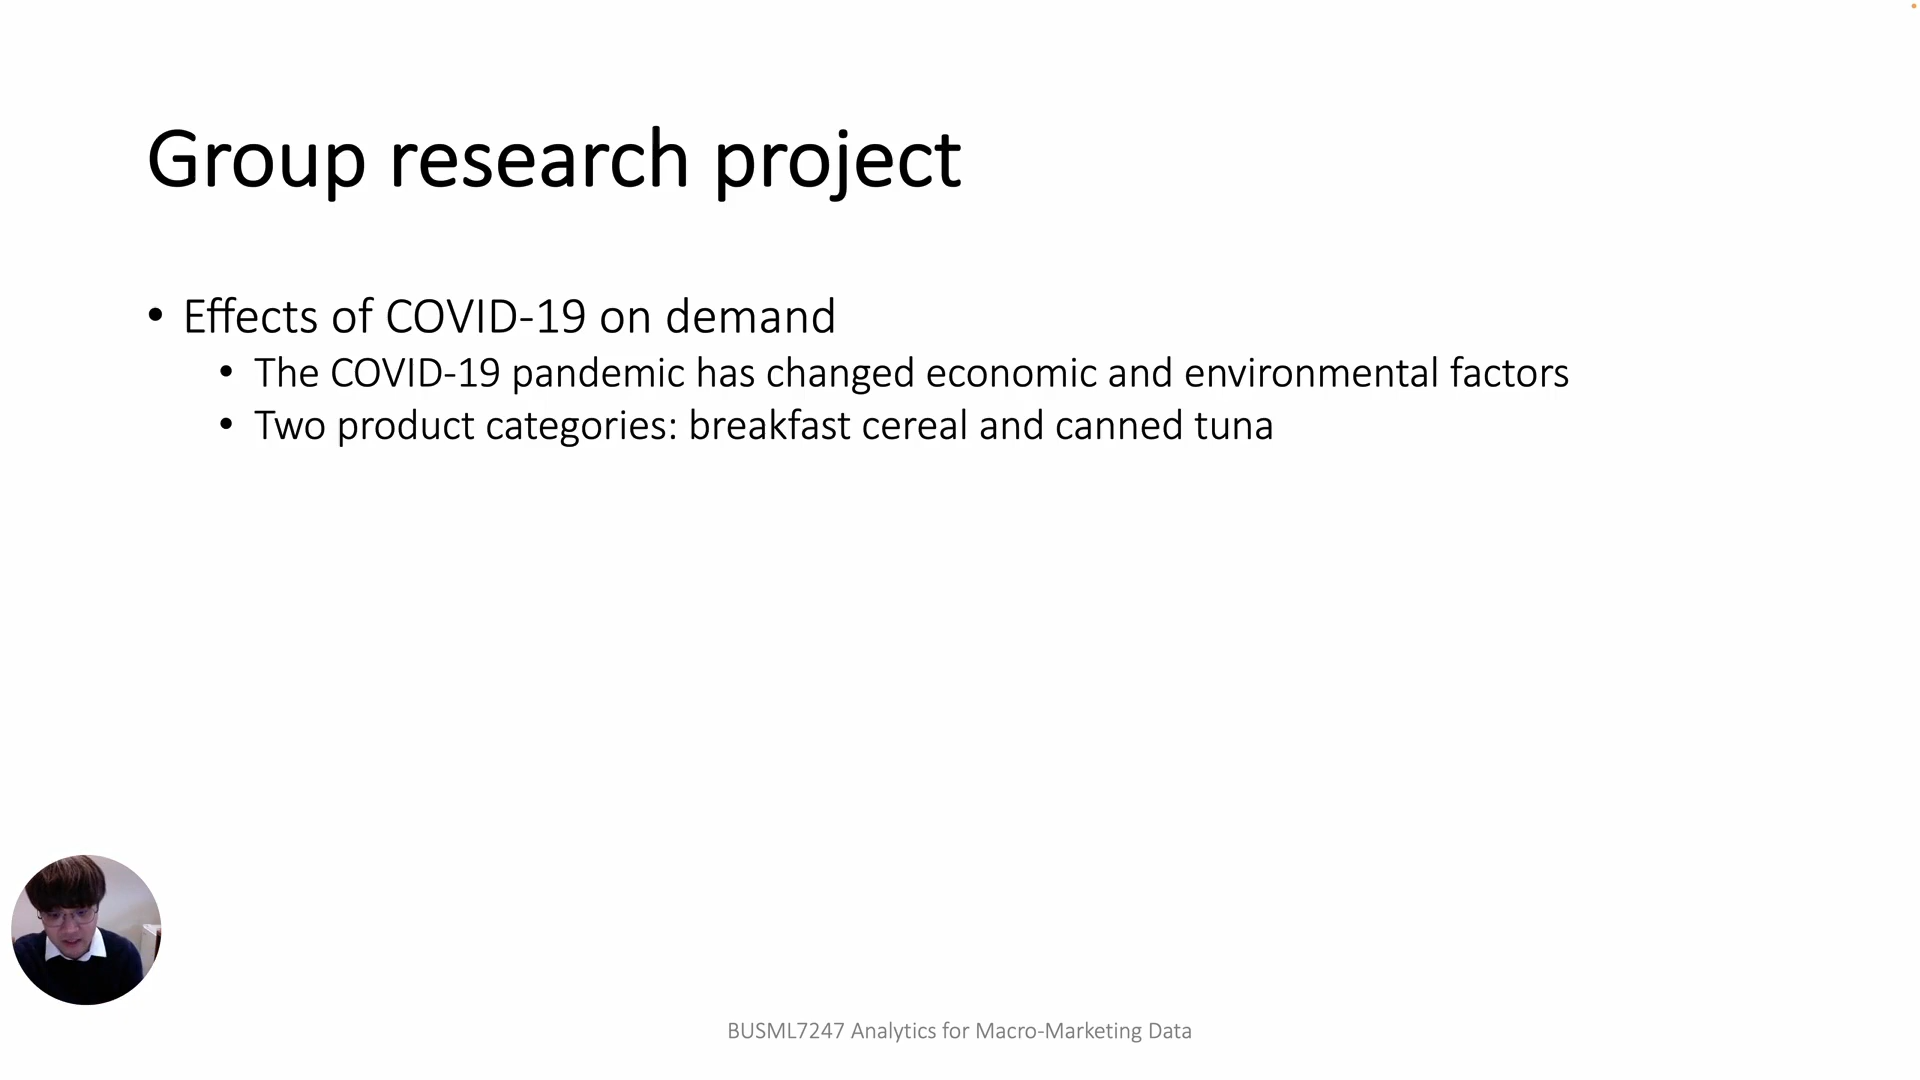 Group research project
• Effects of COVID-19 on demand
• The COVID-19 pandemic has changed economic and environmental factors
• Two product categories: breakfast cereal and canned tuna
BUSML7247 Analytics for Macro-Marketing Data